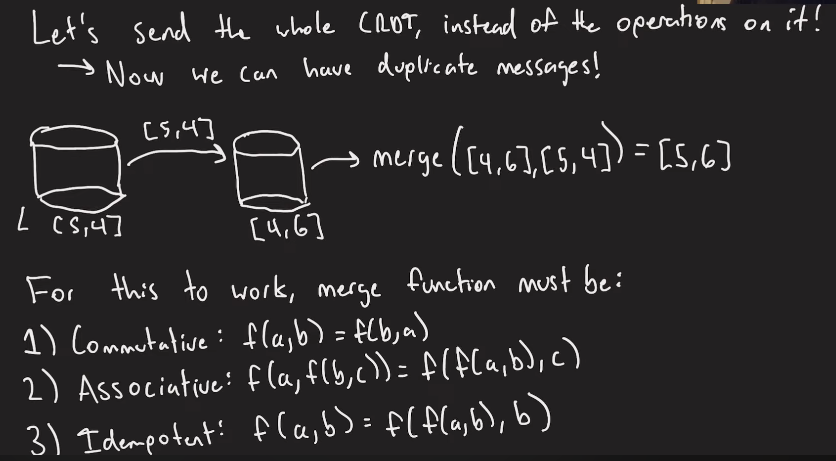 Let's send the whole CRDT, instead of the operations on it!
→ Now we can have duplicate messages!
[5,4]
→ merge([4,6],[5,4]) = [5,6]
L [5,4]
[4,6]
For this to work, merge function must be:
1) Commutative: f(a,b) = f(b,a)
2) Associative: f(a,f(b,c)) = f(f(a,b),c)
3) Idempotent: f(a,b) = f(f(a,b), b)